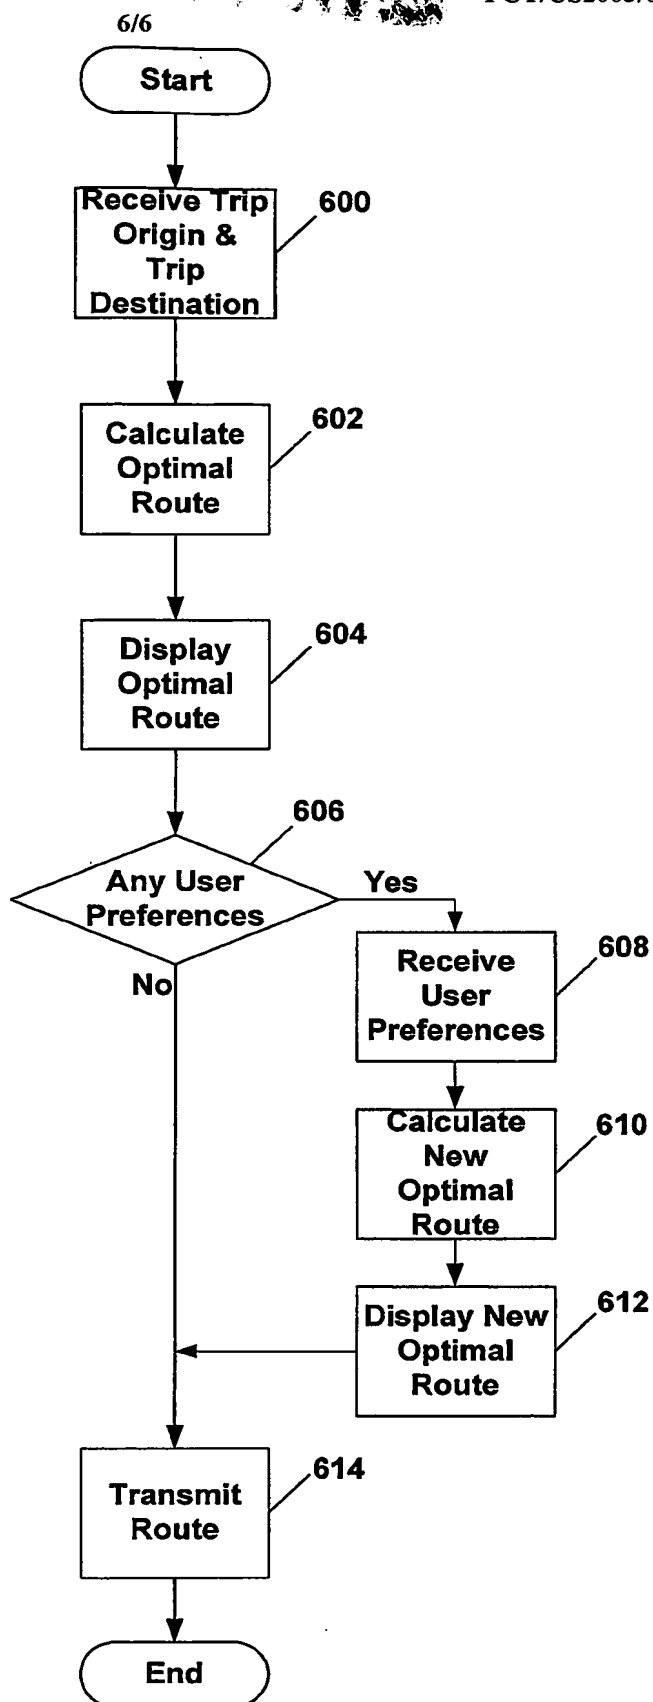 6/6
Start
Receive Trip
Origin &
Trip
Destination
600
Calculate
Optimal
Route
602
Display
Optimal
Route
604
606
Any User
Preferences
Yes
No
Receive
User
Preferences
608
Calculate
New
Optimal
Route
610
Display New
Optimal
Route
612
Transmit
Route
614
End